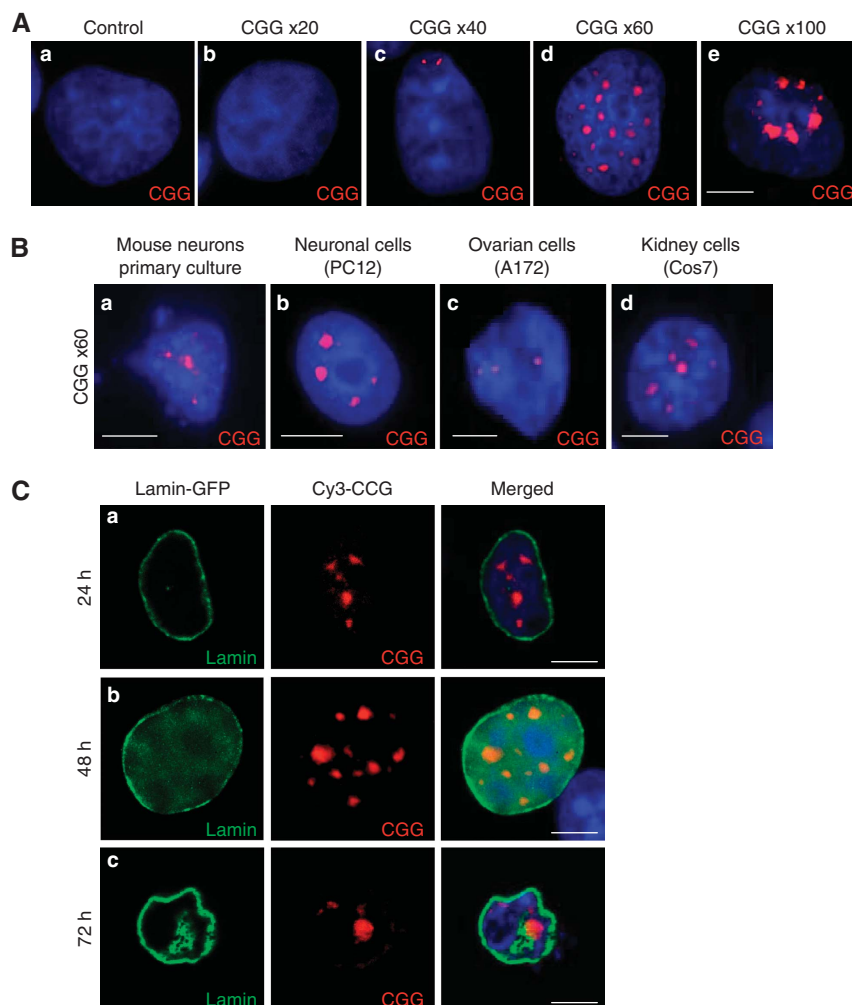 A
Control
CGG x20
CGG x40
CGG x60
CGG x100
a
b
c
d
e
CGG
CGG
CGG
CGG
CGG
B
Mouse neurons
primary culture
Neuronal cells
(PC12)
Ovarian cells
(A172)
Kidney cells
(Cos7)
CGG x60
a
b
c
d
CGG
CGG
CGG
CGG
C
Lamin-GFP
Cy3-CCG
Merged
24 h
a
Lamin
CGG
48 h
b
Lamin
CGG
72 h
c
Lamin
CGG